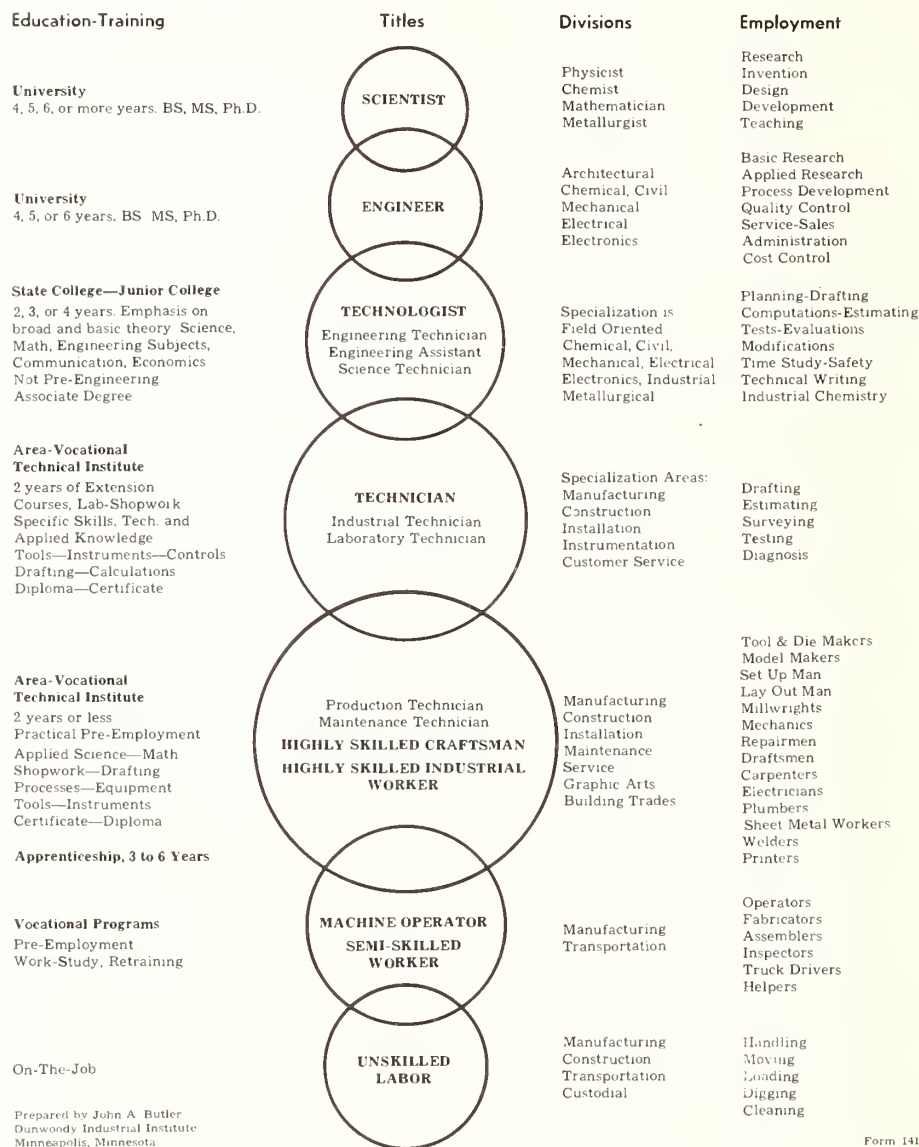 Education-Training
Titles
Divisions
Employment
University
4, 5, 6, or more years. BS, MS, Ph.D.
SCIENTIST
Physicist
Chemist
Mathematician
Metallurgist
Research
Invention
Design
Development
Teaching
University
4, 5, or 6 years. BS MS, Ph.D.
ENGINEER
Architectural
Chemical, Civil
Mechanical
Electrical
Electronics
Basic Research
Applied Research
Process Development
Quality Control
Service-Sales
Administration
Cost Control
State College—Junior College
2, 3, or 4 years. Emphasis on
broad and basic theory Science,
Math, Engineering Subjects,
Communication, Economics
Not Pre-Engineering
Associate Degree
TECHNOLOGIST
Engineering Technician
Engineering Assistant
Science Technician
Specialization is
Field Oriented
Chemical, Civil,
Mechanical, Electrical
Electronics, Industrial
Metallurgical
Planning-Drafting
Computations-Estimating
Tests-Evaluations
Modifications
Time Study-Safety
Technical Writing
Industrial Chemistry
Area-Vocational
Technical Institute
2 years of Extension
Courses, Lab-Shopwork
Specific Skills, Tech. and
Applied Knowledge
Tools—Instruments—Controls
Drafting—Calculations
Diploma—Certificate
TECHNICIAN
Industrial Technician
Laboratory Technician
Specialization Areas:
Manufacturing
Construction
Installation
Instrumentation
Customer Service
Drafting
Estimating
Surveying
Testing
Diagnosis
Area-Vocational
Technical Institute
2 years or less
Practical Pre-Employment
Applied Science—Math
Shopwork—Drafting
Processes—Equipment
Tools—Instruments
Certificate—Diploma
Apprenticeship, 3 to 6 Years
Production Technician
Maintenance Technician
HIGHLY SKILLED CRAFTSMAN
HIGHLY SKILLED INDUSTRIAL
WORKER
Manufacturing
Construction
Installation
Maintenance
Service
Graphic Arts
Building Trades
Tool & Die Makers
Model Makers
Set Up Man
Lay Out Man
Millwrights
Mechanics
Repairmen
Draftsmen
Carpenters
Electricians
Plumbers
Sheet Metal Workers
Welders
Printers
Vocational Programs
Pre-Employment
Work-Study, Retraining
MACHINE OPERATOR
SEMI-SKILLED
WORKER
Manufacturing
Transportation
Operators
Fabricators
Assemblers
Inspectors
Truck Drivers
Helpers
On-The-Job
UNSKILLED
LABOR
Manufacturing
Construction
Transportation
Custodial
Handling
Moving
Loading
Digging
Cleaning
Prepared by John A Butler
Dunwoody Industrial Institute
Minneapolis, Minnesota
Form 141